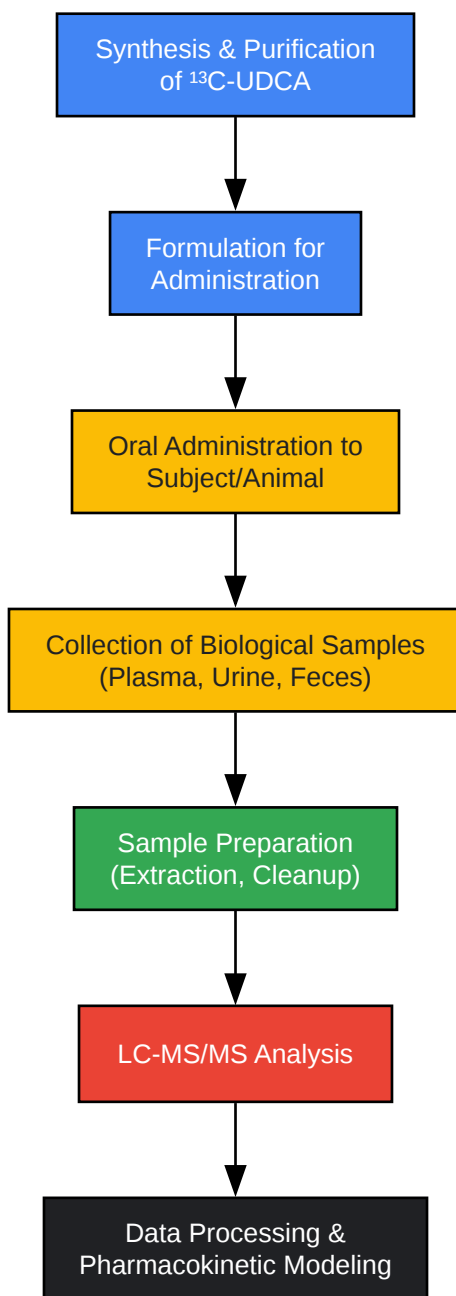 Synthesis & Purification
of ¹³C-UDCA
Formulation for
Administration
Oral Administration to
Subject/Animal
Collection of Biological Samples
(Plasma, Urine, Feces)
Sample Preparation
(Extraction, Cleanup)
LC-MS/MS Analysis
Data Processing &
Pharmacokinetic Modeling